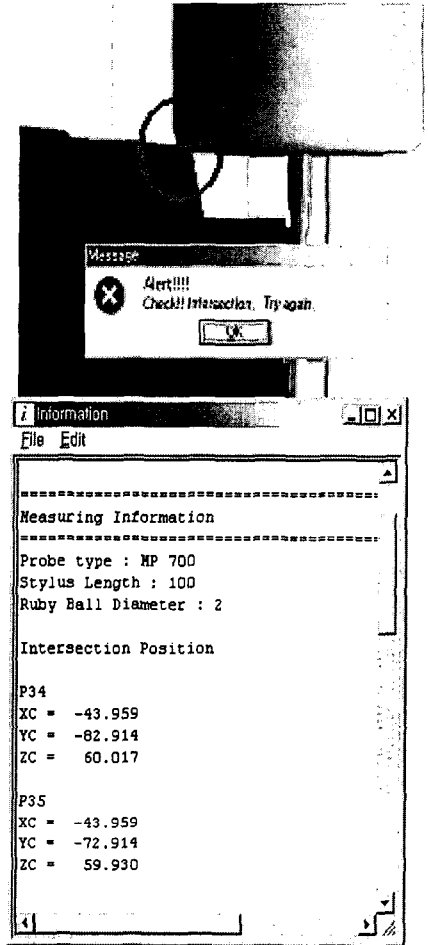 Message
Alert!!!!
Check!! Intersection, Try again.
OK
i Information
File Edit
==========================================
Measuring Information
==========================================
Probe type : MP 700
Stylus Length : 100
Ruby Ball Diameter : 2
Intersection Position
P34
XC = -43.959
YC = -82.914
ZC = 60.017
P35
XC = -43.959
YC = -72.914
ZC = 59.930